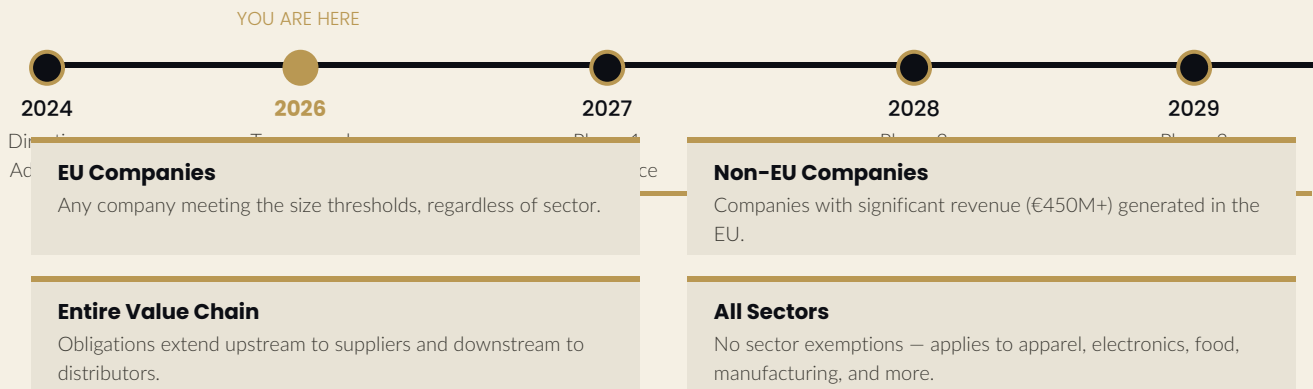 YOU ARE HERE
2024 2026 2027 2028 2029
EU Companies
Any company meeting the size thresholds, regardless of sector.
Non-EU Companies
Companies with significant revenue (€450M+) generated in the
EU.
Entire Value Chain
Obligations extend upstream to suppliers and downstream to
distributors.
All Sectors
No sector exemptions — applies to apparel, electronics, food,
manufacturing, and more.